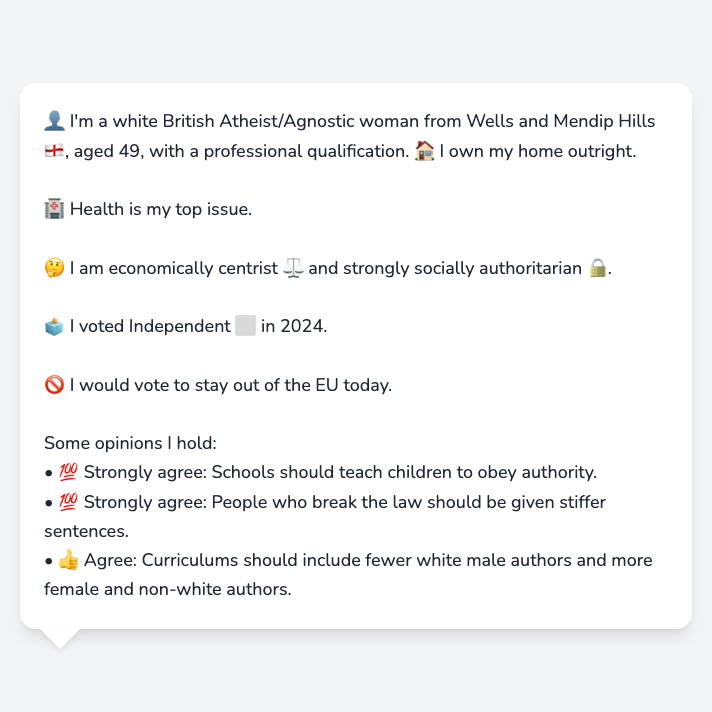 👤 I'm a white British Atheist/Agnostic woman from Wells and Mendip Hills
🏴󠁧󠁢󠁥󠁮󠁧󠁿, aged 49, with a professional qualification. 🏠 I own my home outright.
🏥 Health is my top issue.
🤔 I am economically centrist ⚖️ and strongly socially authoritarian 🔒.
🗳️ I voted Independent ⬜ in 2024.
🚫 I would vote to stay out of the EU today.
Some opinions I hold:
• 💯 Strongly agree: Schools should teach children to obey authority.
• 💯 Strongly agree: People who break the law should be given stiffer
sentences.
• 👍 Agree: Curriculums should include fewer white male authors and more
female and non-white authors.